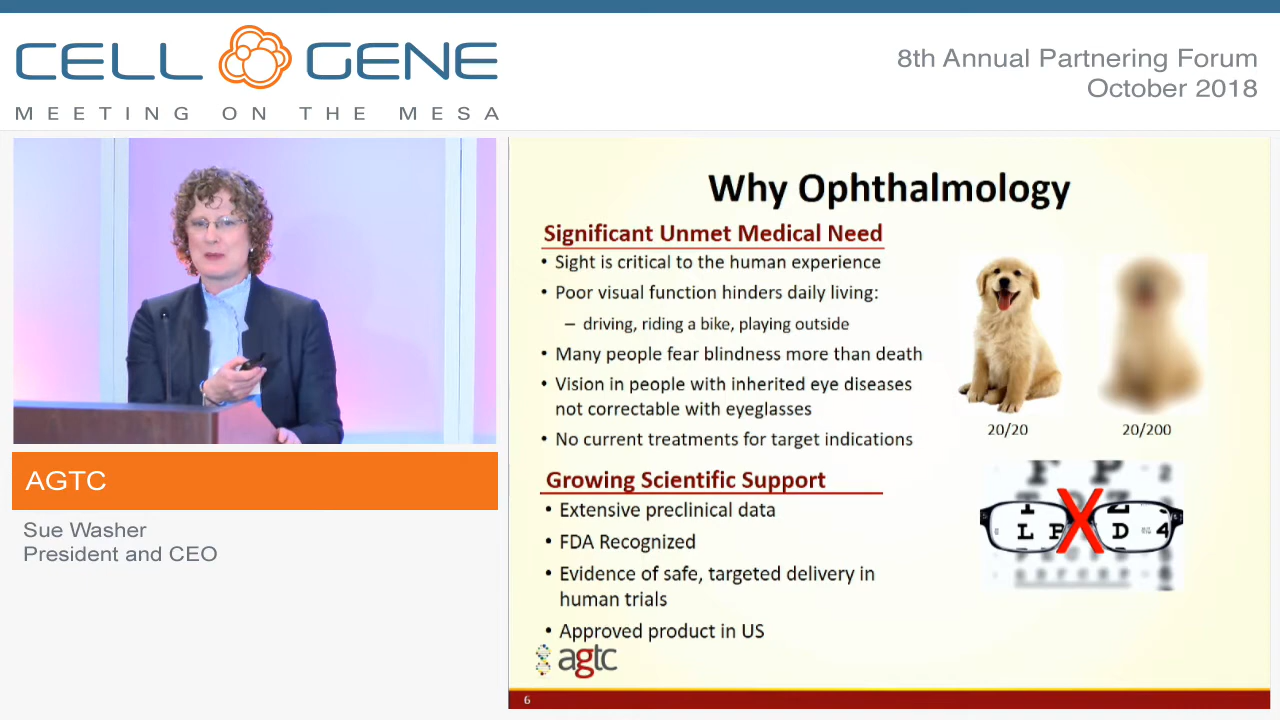 CELL GENE
MEETING ON THE MESA
8th Annual Partnering Forum
October 2018
AGTC
Sue Washer
President and CEO
Why Ophthalmology
Significant Unmet Medical Need
• Sight is critical to the human experience
• Poor visual function hinders daily living:
– driving, riding a bike, playing outside
• Many people fear blindness more than death
• Vision in people with inherited eye diseases
not correctable with eyeglasses
• No current treatments for target indications
20/20
20/200
Growing Scientific Support
• Extensive preclinical data
• FDA Recognized
• Evidence of safe, targeted delivery in
human trials
• Approved product in US
F P 2
L P D 4
X
agtc
6